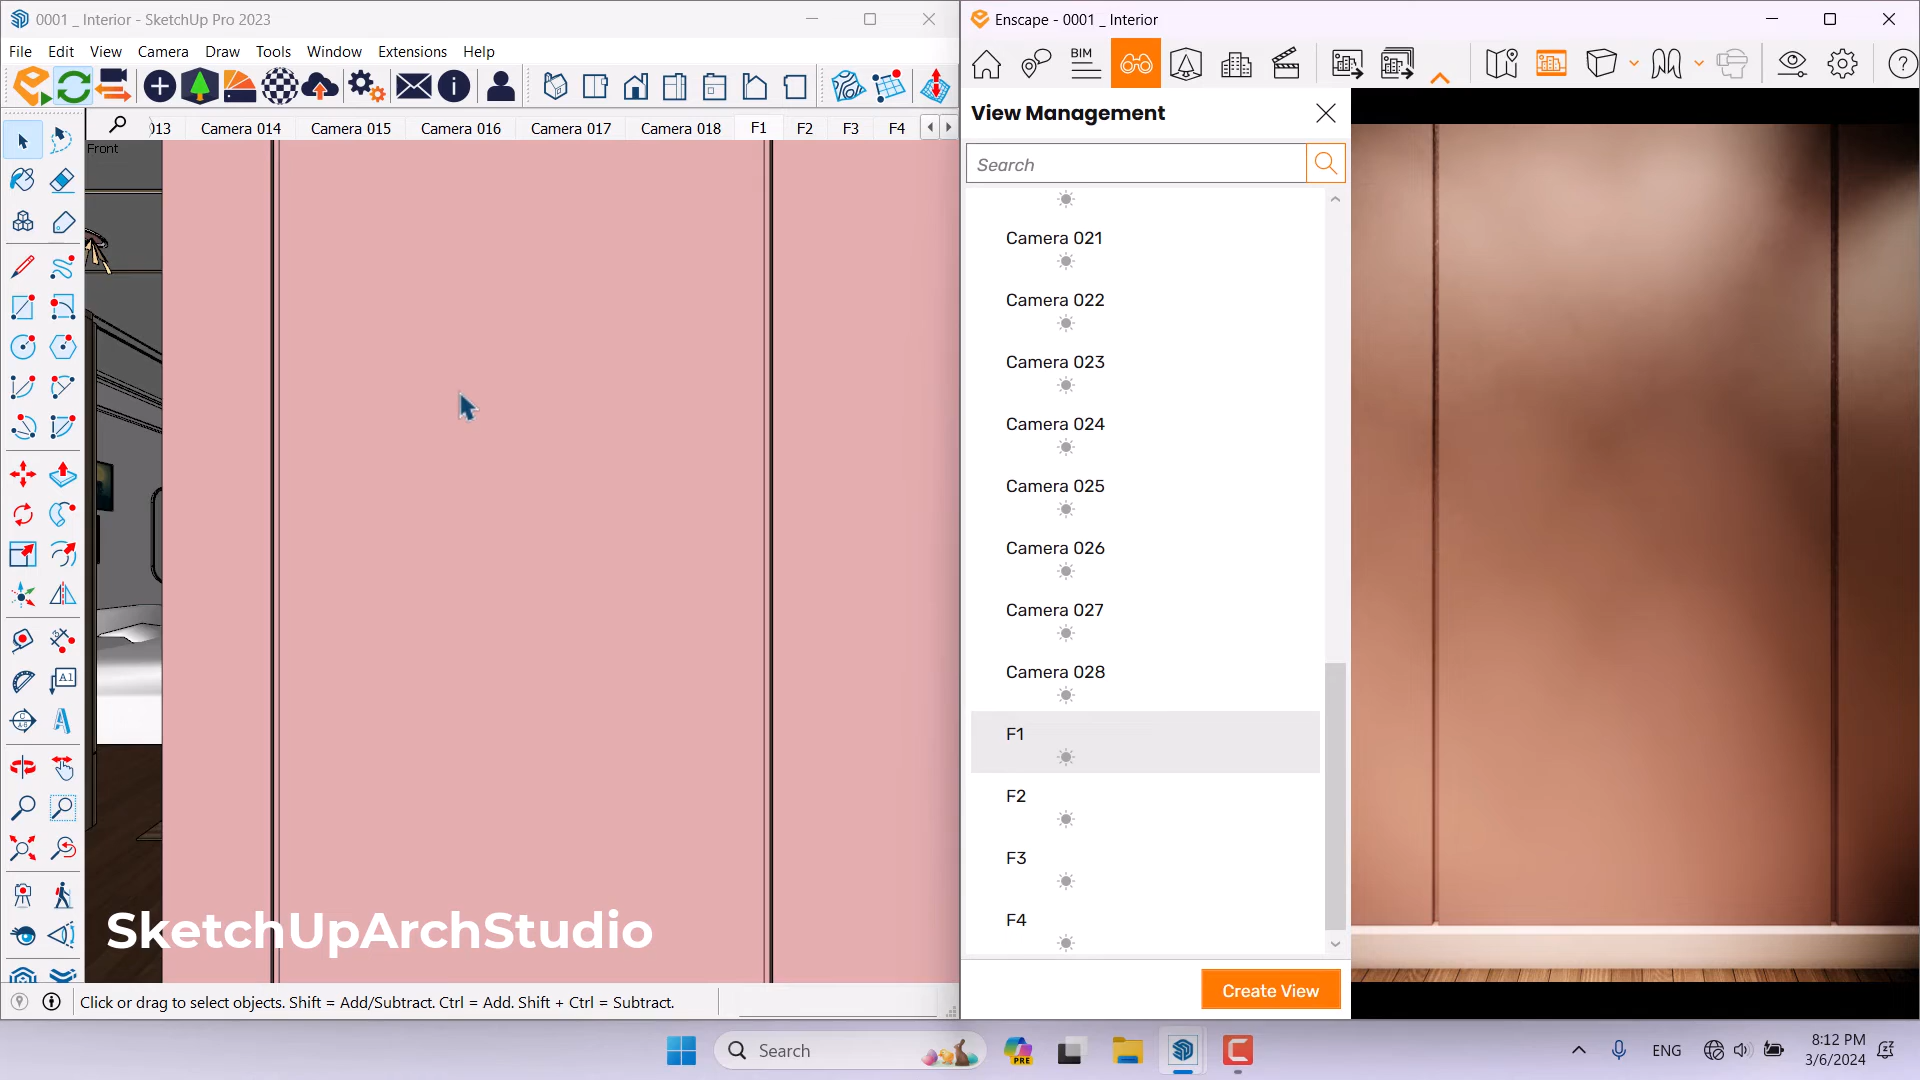 0001 _ Interior - SketchUp Pro 2023
File Edit View Camera Draw Tools Window Extensions Help
013 Camera 014 Camera 015 Camera 016 Camera 017 Camera 018 F1 F2 F3 F4
Front
SketchUpArchStudio
Click or drag to select objects. Shift = Add/Subtract. Ctrl = Add. Shift + Ctrl = Subtract.
Enscape - 0001 _ Interior
BIM
View Management
Search
Camera 021
Camera 022
Camera 023
Camera 024
Camera 025
Camera 026
Camera 027
Camera 028
F1
F2
F3
F4
Create View
Search
PRE
ENG
8:12 PM
3/6/2024